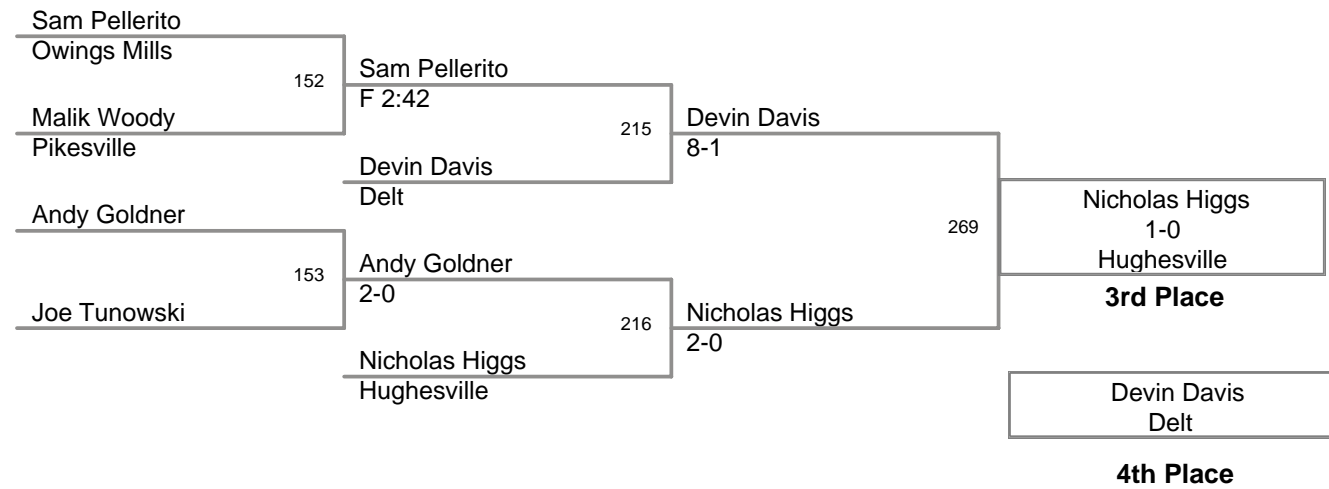 Sam Pellerito
Owings Mills
152
Malik Woody
Pikesville
Sam Pellerito
F 2:42
215
Devin Davis
Delt
Devin Davis
8-1
Andy Goldner
153
Joe Tunowski
Andy Goldner
2-0
216
Nicholas Higgs
Hughesville
Nicholas Higgs
2-0
269
Nicholas Higgs
1-0
Hughesville
3rd Place
Devin Davis
Delt
4th Place